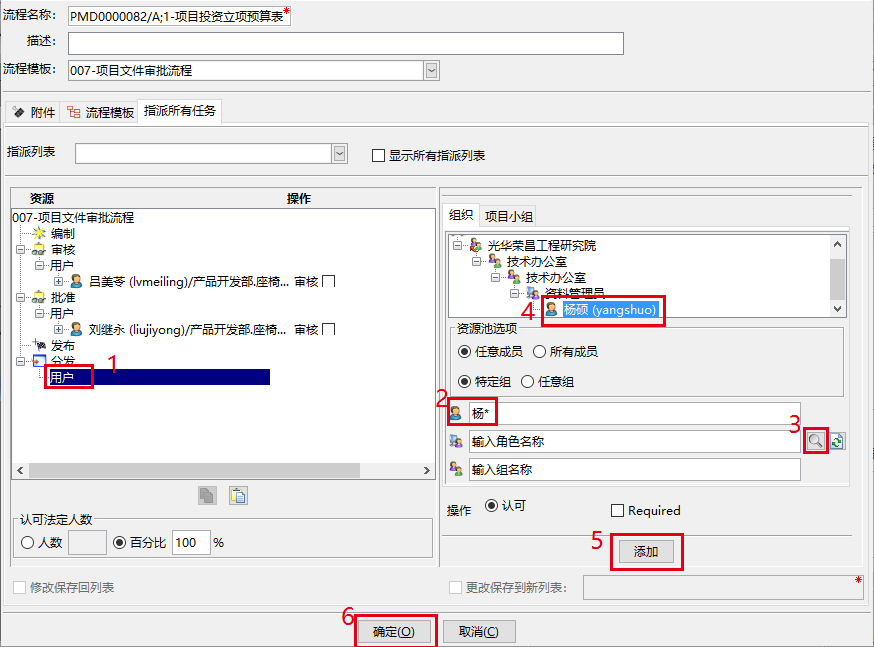 流程名称： PMD0000082/A;1-项目投资立项预算表*
描述：
流程模板： 007-项目文件审批流程
附件 流程模板 指派所有任务
指派列表 显示所有指派列表
资源 操作
007-项目文件审批流程
编制
审核
用户
吕美苓 (lvmeiling)/产品开发部.座椅... 审核
批准
用户
刘继永 (liujiyong)/产品开发部.座椅... 审核
发布
分发
用户
1
认可法定人数
人数 百分比 100 %
修改保存回列表
组织 项目小组
光华荣昌工程研究院
技术办公室
技术办公室
资料管理员
4 杨硕 (yangshuo)
资源池选项
任意成员 所有成员
特定组 任意组
2 杨*
输入角色名称 3
输入组名称
操作 认可 Required
5 添加
更改保存到新列表： *
6 确定(O) 取消(C)